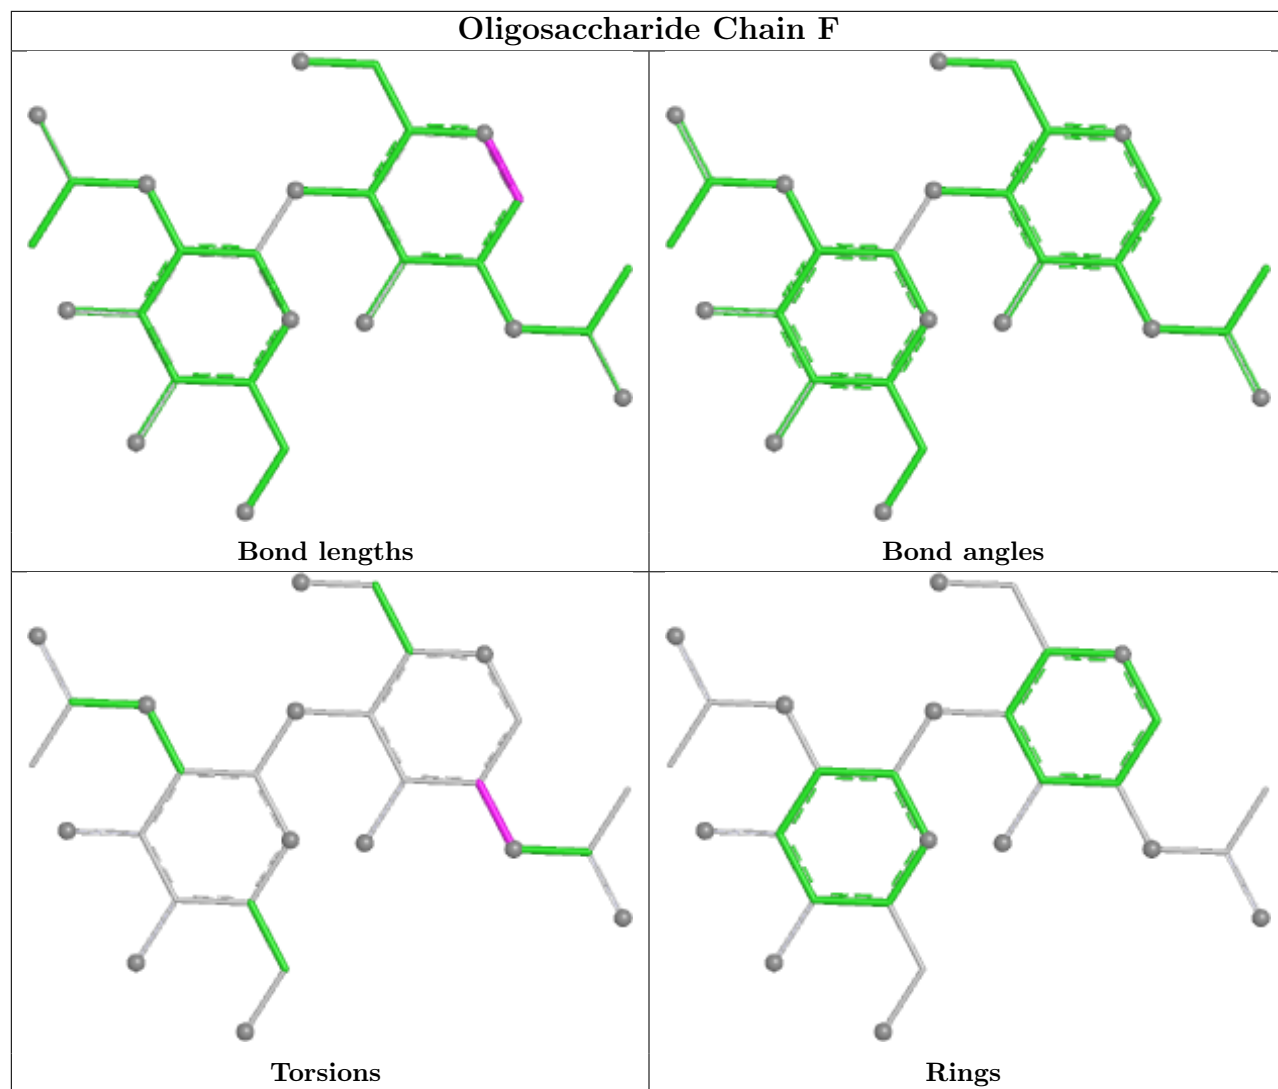 Oligosaccharide Chain F
Bond lengths
Bond angles
Torsions
Rings